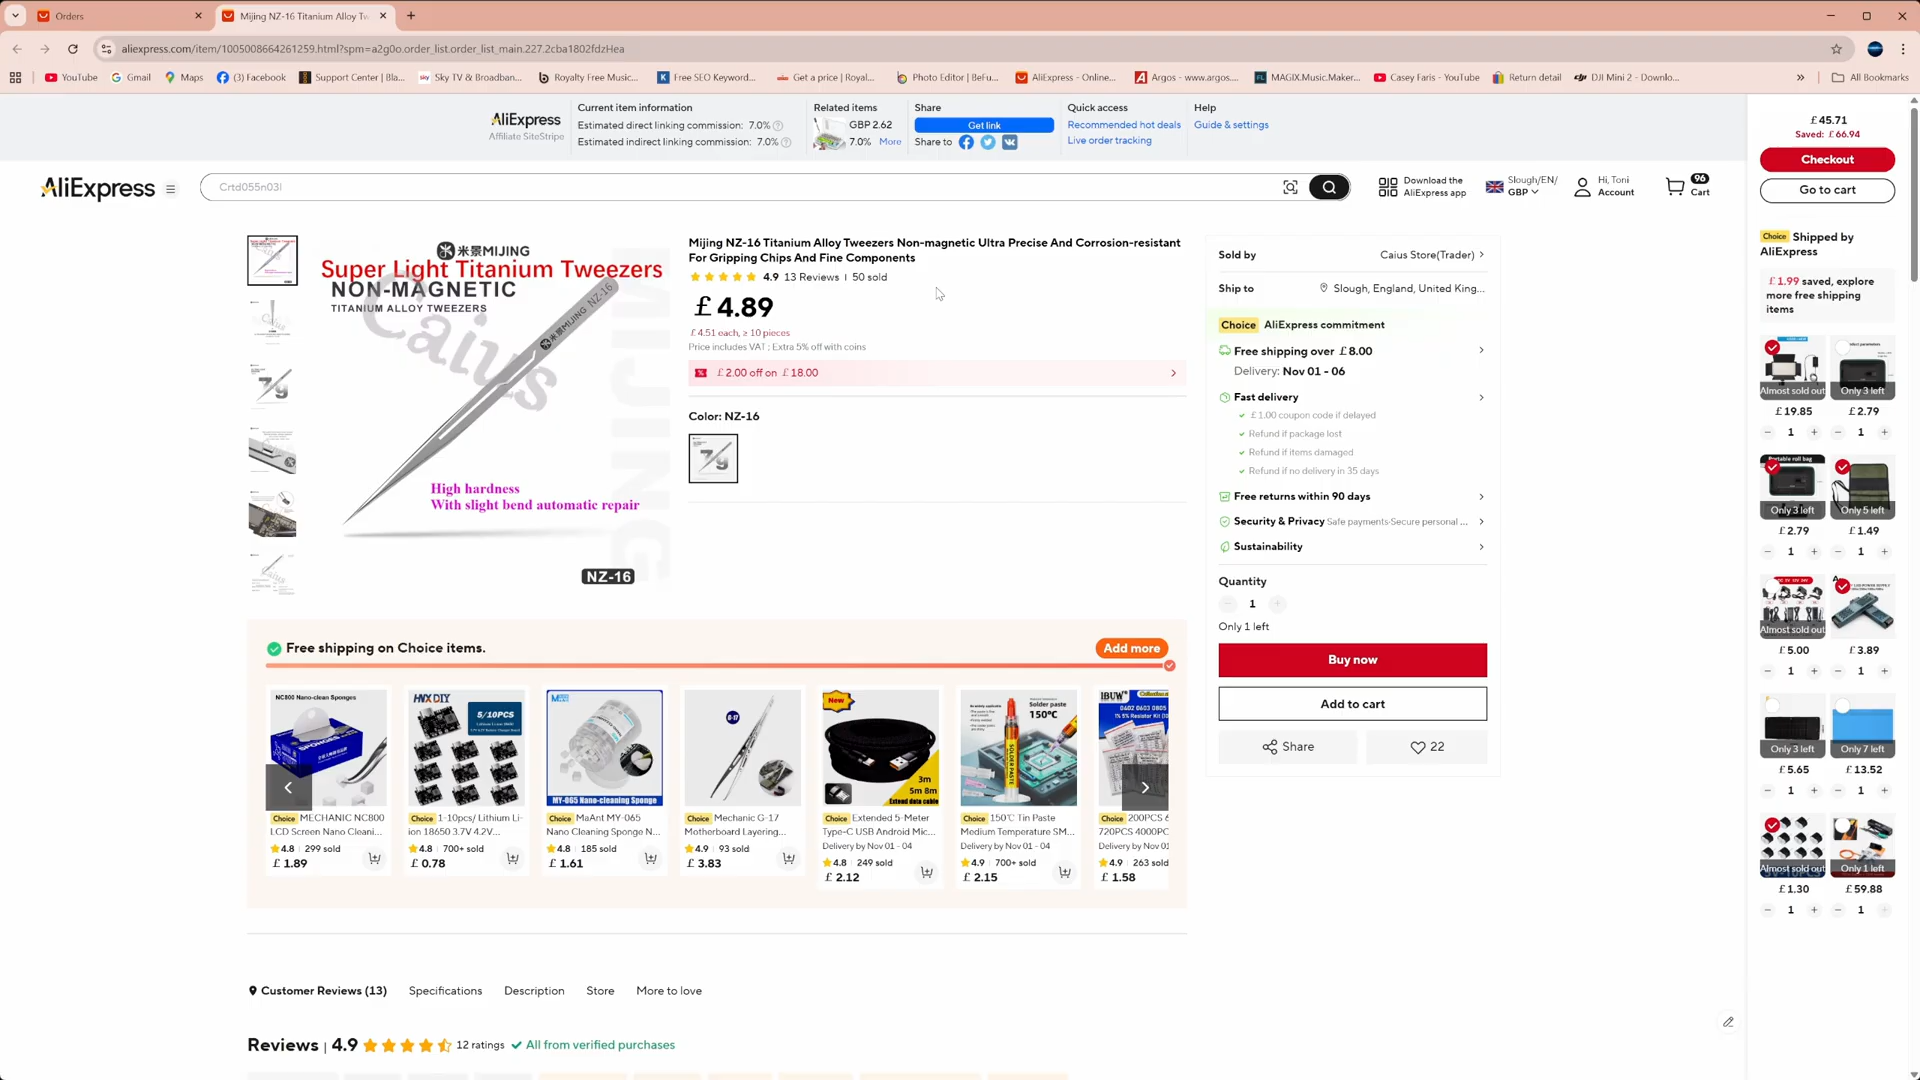 Orders
Mijing NZ-16 Titanium Alloy Tw
aliexpress.com/item/1005008664261259.html?spm=a2g0o.order_list.order_list_main.227.2cba1802fdzHea
YouTube
Gmail
Maps
(3) Facebook
Support Center | Bla...
Sky TV & Broadban...
Royalty Free Music...
Free SEO Keyword...
Get a price | Royal...
Photo Editor | BeFu...
AliExpress - Online...
Argos - www.argos....
MAGIX.Music.Maker...
Casey Faris - YouTube
Return detail
DJI Mini 2 - Downlo...
All Bookmarks
AliExpress
Affiliate SiteStripe
Current item information
Estimated direct linking commission: 7.0%
Estimated indirect linking commission: 7.0%
Related items
GBP 2.62
7.0% More
Share
Get link
Share to
Quick access
Recommended hot deals
Live order tracking
Help
Guide & settings
AliExpress
Crtd055n03l
Download the
AliExpress app
Slough/EN/
GBP
Hi, Toni
Account
96
Cart
米景MIJING
Super Light Titanium Tweezers
NON-MAGNETIC
TITANIUM ALLOY TWEEZERS
Caius
米景MIJING NZ-16
MIJING
High hardness
With slight bend automatic repair
NZ-16
Mijing NZ-16 Titanium Alloy Tweezers Non-magnetic Ultra Precise And Corrosion-resistant
For Gripping Chips And Fine Components
4.9 13 Reviews | 50 sold
£4.89
£4.51 each, ≥ 10 pieces
Price includes VAT ; Extra 5% off with coins
£2.00 off on £18.00
Color: NZ-16
79
Sold by
Caius Store(Trader)
Ship to
Slough, England, United King...
Choice AliExpress commitment
Free shipping over £8.00
Delivery: Nov 01 - 06
Fast delivery
£1.00 coupon code if delayed
Refund if package lost
Refund if items damaged
Refund if no delivery in 35 days
Free returns within 90 days
Security & Privacy Safe payments·Secure personal ...
Sustainability
Quantity
1
Only 1 left
Buy now
Add to cart
Share
22
Free shipping on Choice items.
Add more
NC800 Nano-clean Sponges
Choice MECHANIC NC800
LCD Screen Nano Cleani...
4.8 | 299 sold
£1.89
HNXDIY
5/10PCS
Choice 1-10pcs/ Lithium Li-
ion 18650 3.7V 4.2V...
4.8 | 700+ sold
£0.78
MY-065 Nano-cleaning Sponge
Choice MaAnt MY-065
Nano Cleaning Sponge N...
4.8 | 185 sold
£1.61
G-17
Choice Mechanic G-17
Motherboard Layering...
4.9 | 93 sold
£3.83
New
3m
5m 8m
Extend data cable
Choice Extended 5-Meter
Type-C USB Android Mic...
Delivery by Nov 01 - 04
4.8 | 249 sold
£2.12
Solder paste
150℃
SOLDER PASTE
Choice 150℃ Tin Paste
Medium Temperature SM...
Delivery by Nov 01 - 04
4.9 | 700+ sold
£2.15
IBUW
0402 0603 0805
Choice 200PCS 6
720PCS 4000PC
Delivery by Nov 01
4.9 | 263 sold
£1.58
Customer Reviews (13)
Specifications
Description
Store
More to love
Reviews | 4.9 12 ratings All from verified purchases
£45.71
Saved: £66.94
Checkout
Go to cart
Choice Shipped by
AliExpress
£1.99 saved, explore
more free shipping
items
Almost sold out
£19.85
1
Only 3 left
£2.79
1
Portable roll bag
Only 3 left
£2.79
1
Only 5 left
£1.49
1
Almost sold out
£5.00
1
£3.89
1
Only 3 left
£5.65
1
Only 7 left
£13.52
1
Almost sold out
£1.30
1
Only 1 left
£59.88
1